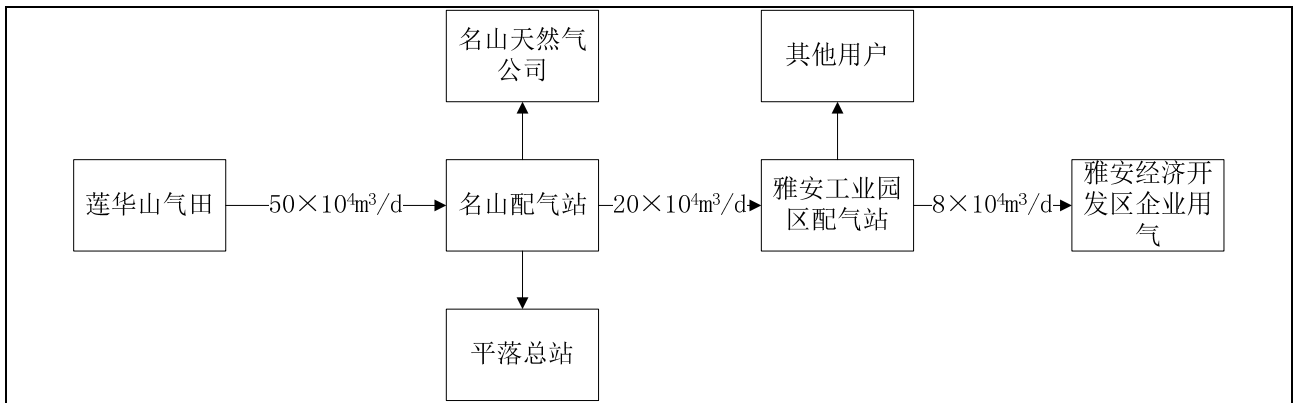 名山天然气
公司
其他用户
莲华山气田
50×10⁴m³/d
名山配气站
20×10⁴m³/d
雅安工业园
区配气站
8×10⁴m³/d
雅安经济开
发区企业用
气
平落总站